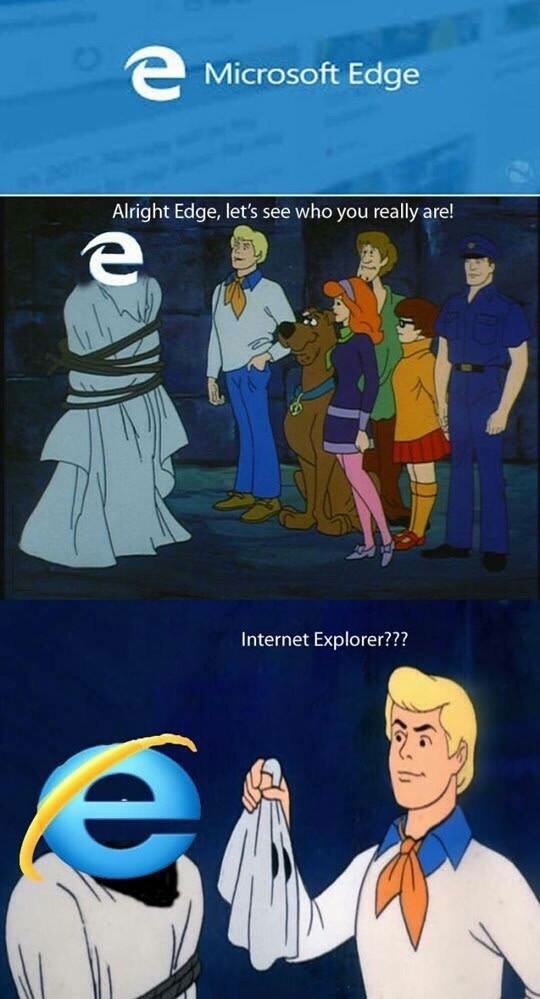 e Microsoft Edge
Alright Edge, let's see who you really are!
e
Internet Explorer???
e